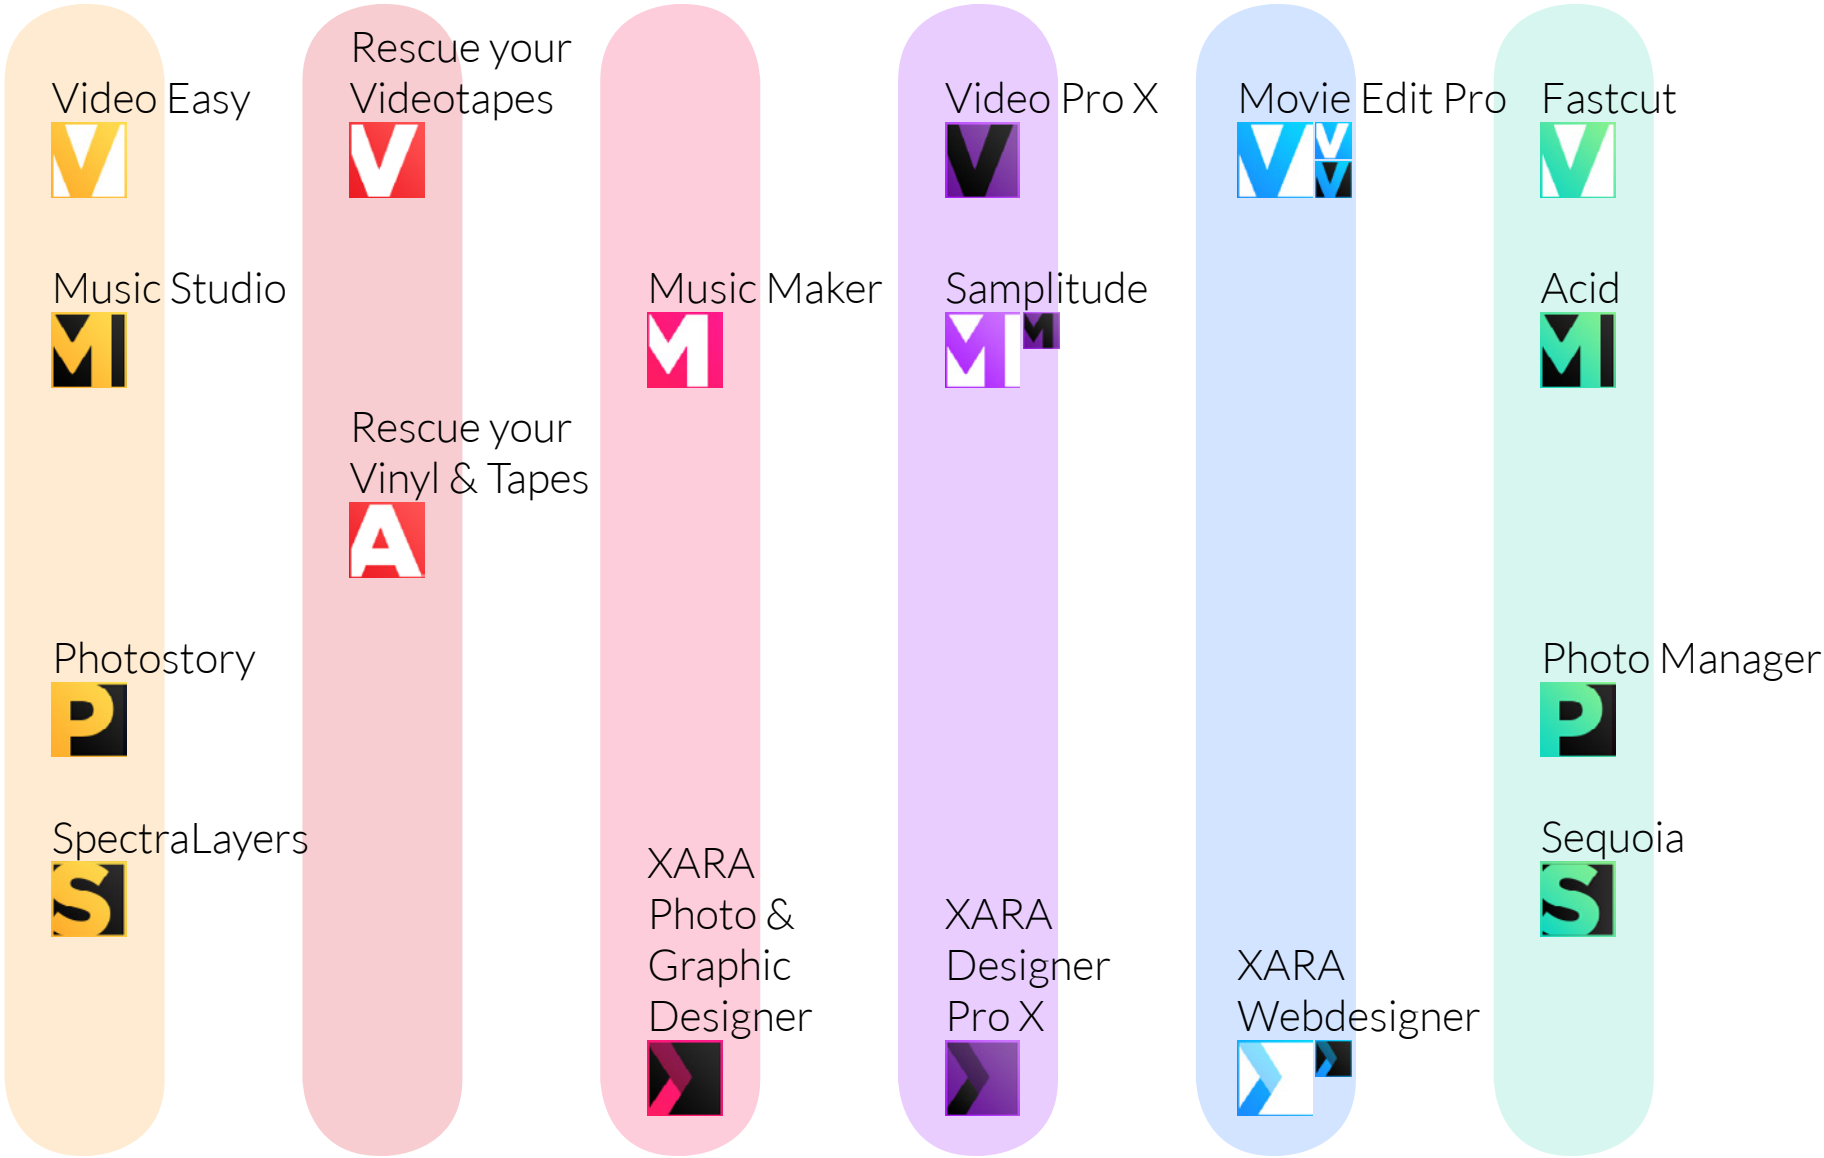 Rescue your
Video Easy
Videotapes
Video Pro X
Movie Edit Pro
Fastcut
V
V
V
V
V
V
V
Music Studio
Music Maker
Samplitude
Acid
M
M
M
M
M
Rescue your
Vinyl & Tapes
A
Photostory
Photo Manager
P
P
SpectraLayers
Sequoia
S
S
XARA
Photo &
Graphic
Designer
XARA
Designer
Pro X
XARA
Webdesigner